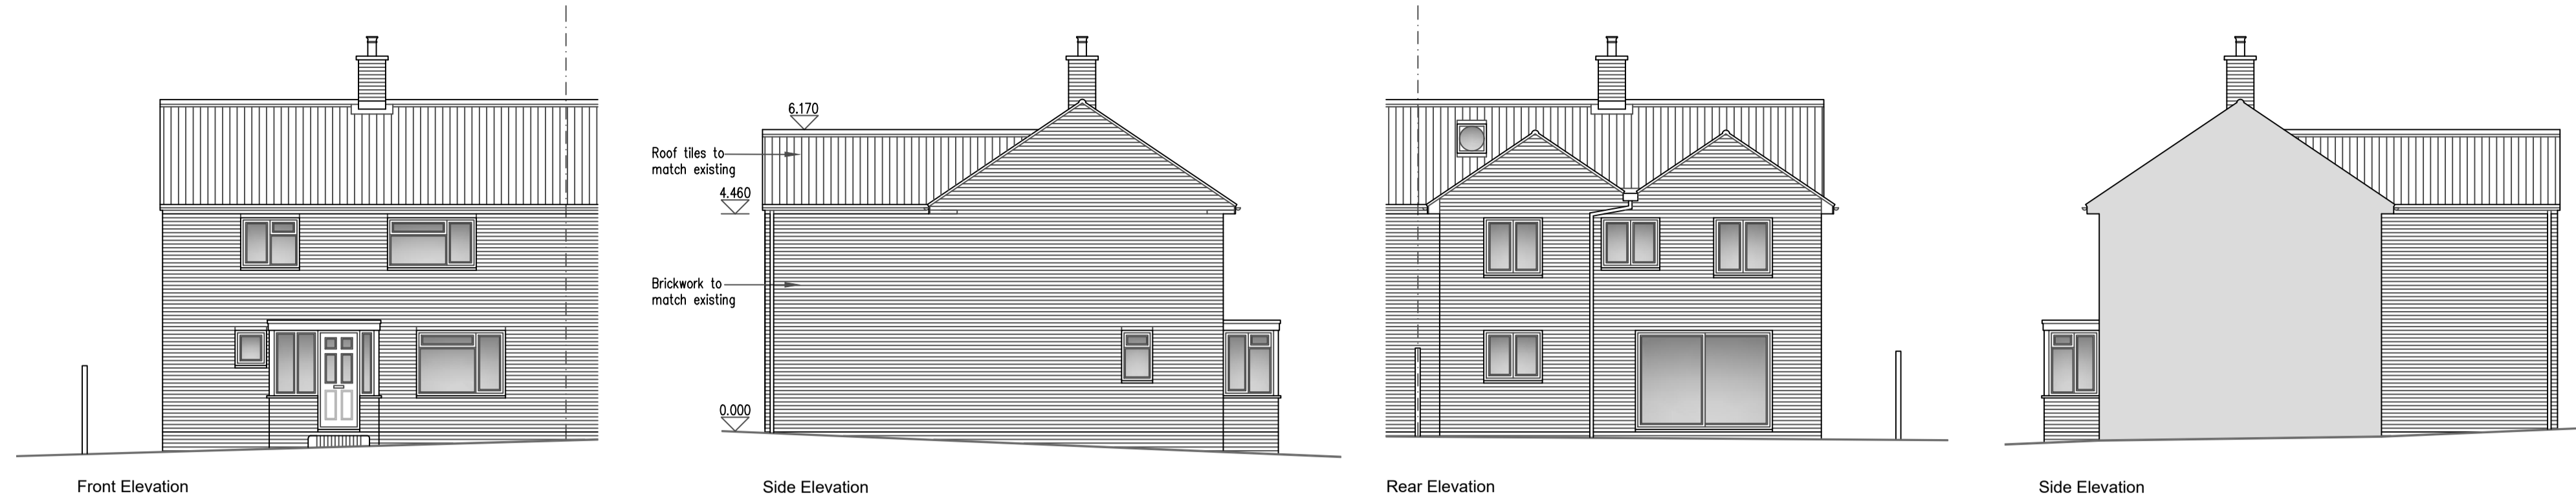 6.170
Roof tiles to
match existing
4.460
Brickwork to
match existing
0.000
Front Elevation
Side Elevation
Rear Elevation
Side Elevation